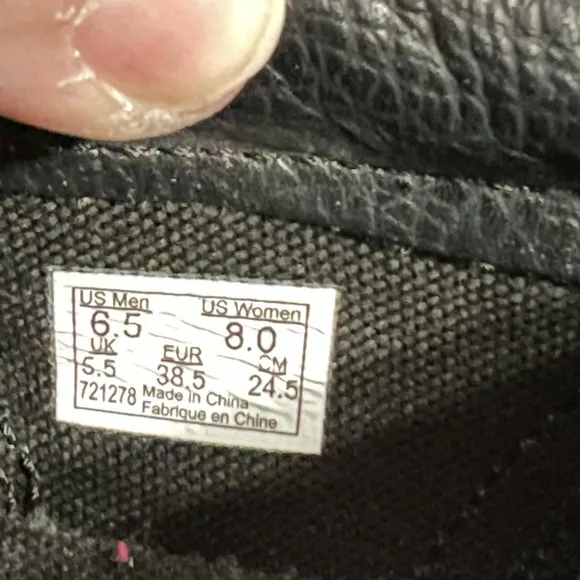 US Men US Women
6.5 8.0
UK EUR CM
5.5 38.5 24.5
721278 Made in China
Fabrique en Chine